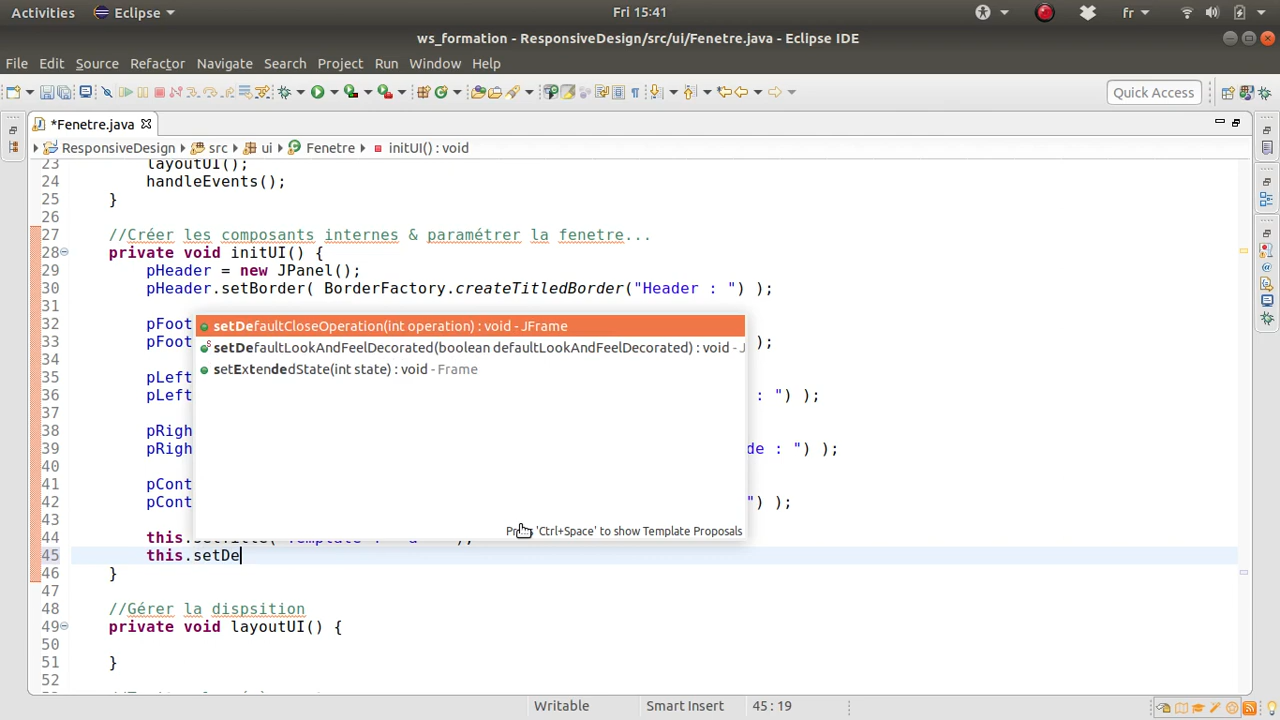 Activities Eclipse Fri 15:41 fr
ws_formation - ResponsiveDesign/src/ui/Fenetre.java - Eclipse IDE
File Edit Source Refactor Navigate Search Project Run Window Help
Quick Access
*Fenetre.java
ResponsiveDesign src ui Fenetre initUI() : void
23 layoutUI();
24 handleEvents();
25 }
26
27 //Créer les composants internes & paramétrer la fenetre...
28 private void initUI() {
29 pHeader = new JPanel();
30 pHeader.setBorder( BorderFactory.createTitledBorder("Header : ") );
31
32 pFoot
33 pFoot ") );
34
35 pLeft
36 pLeft : ") );
37
38 pRigh
39 pRigh de : ") );
40
41 pCont
42 pCont ") );
43
44 this.
45 this.setDe
46 }
47
48 //Gérer la dispsition
49 private void layoutUI() {
50
51 }
52
setDefaultCloseOperation(int operation) : void - JFrame
setDefaultLookAndFeelDecorated(boolean defaultLookAndFeelDecorated) : void - J
setExtendedState(int state) : void - Frame
'Ctrl+Space' to show Template Proposals
Writable Smart Insert 45 : 19